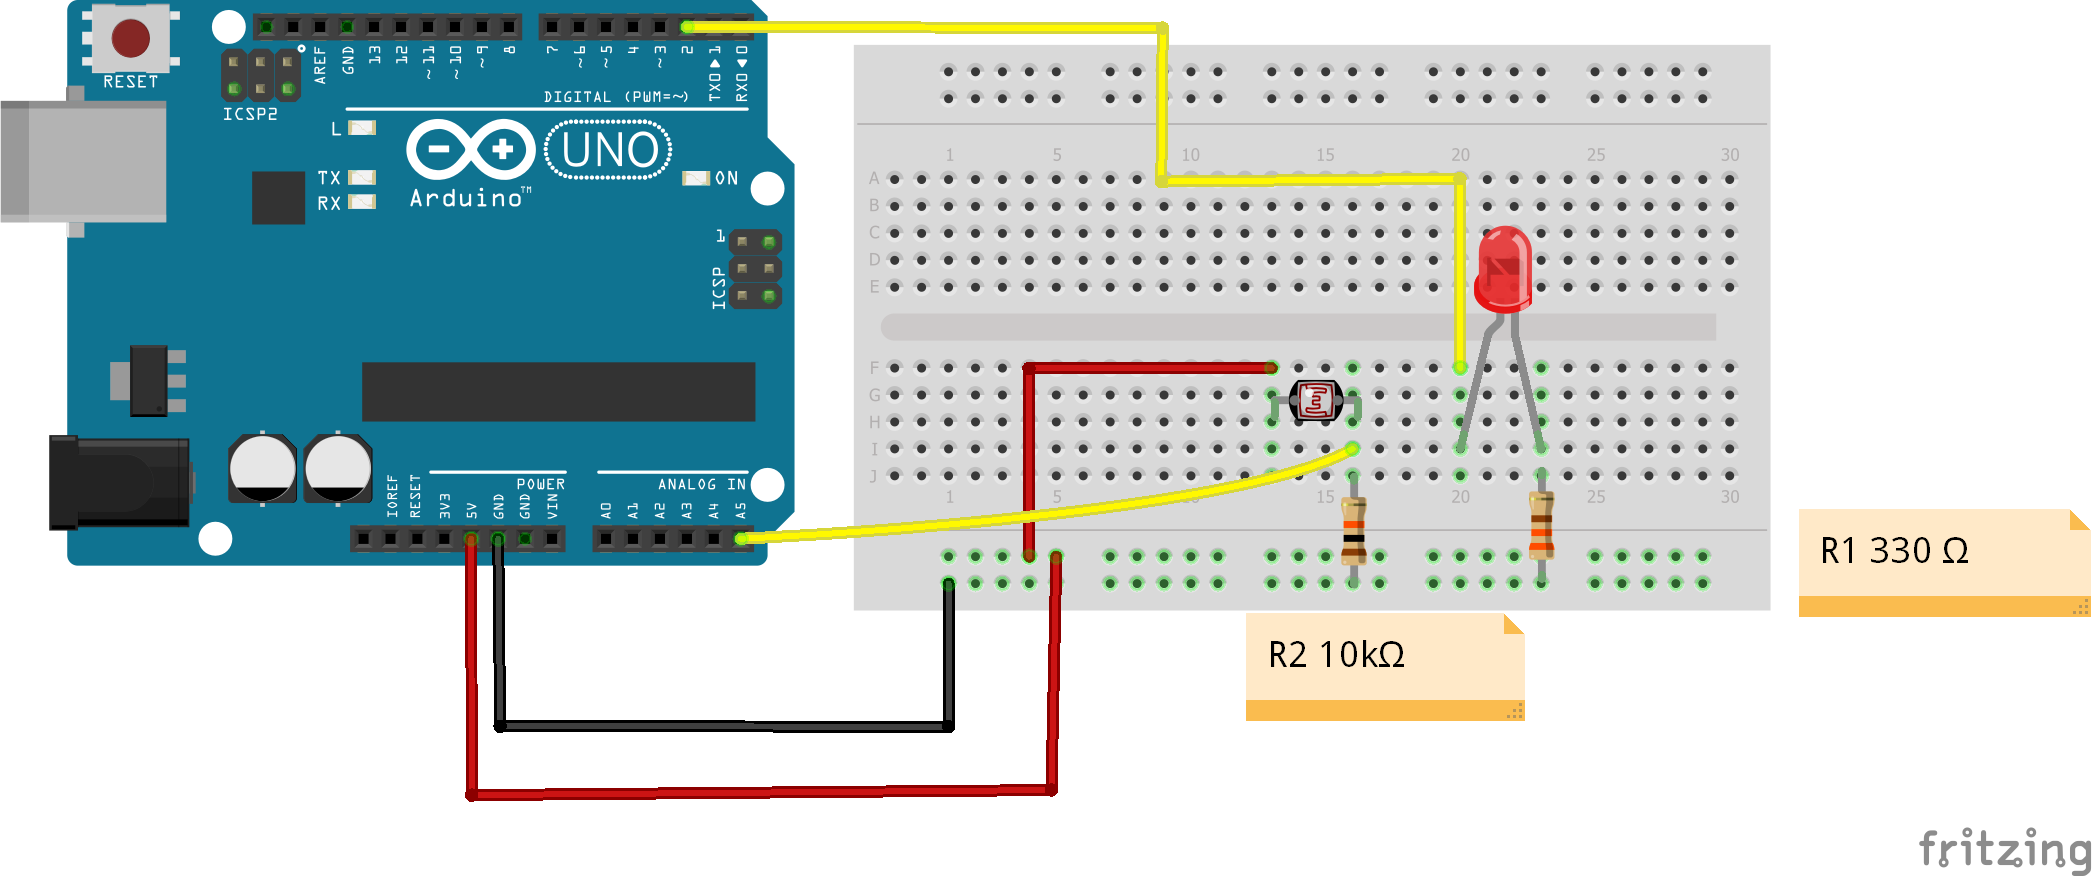 RESET
ICSP2
AREF
GND
13
12
~11
~10
~9
8
7
~6
~5
4
~3
2
TX0▶1
RX0◀0
DIGITAL (PWM=~)
L
TX
RX
UNO
Arduino™
ON
1
ICSP
IOREF
RESET
3V3
5V
GND
GND
VIN
POWER
A0
A1
A2
A3
A4
A5
ANALOG IN
1 5 10 15 20 25 30
A
B
C
D
E
F
G
H
I
J
1 5 15 20 25 30
R1 330 Ω
R2 10kΩ
fritzing